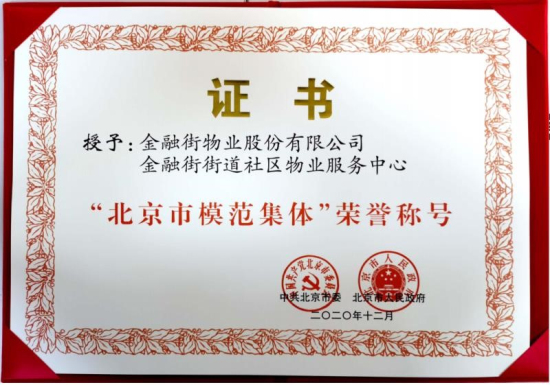 证书
授予：金融街物业股份有限公司
金融街街道社区物业服务中心
“北京市模范集体”荣誉称号
中共北京市委 北京市人民政府
二〇二〇年十二月